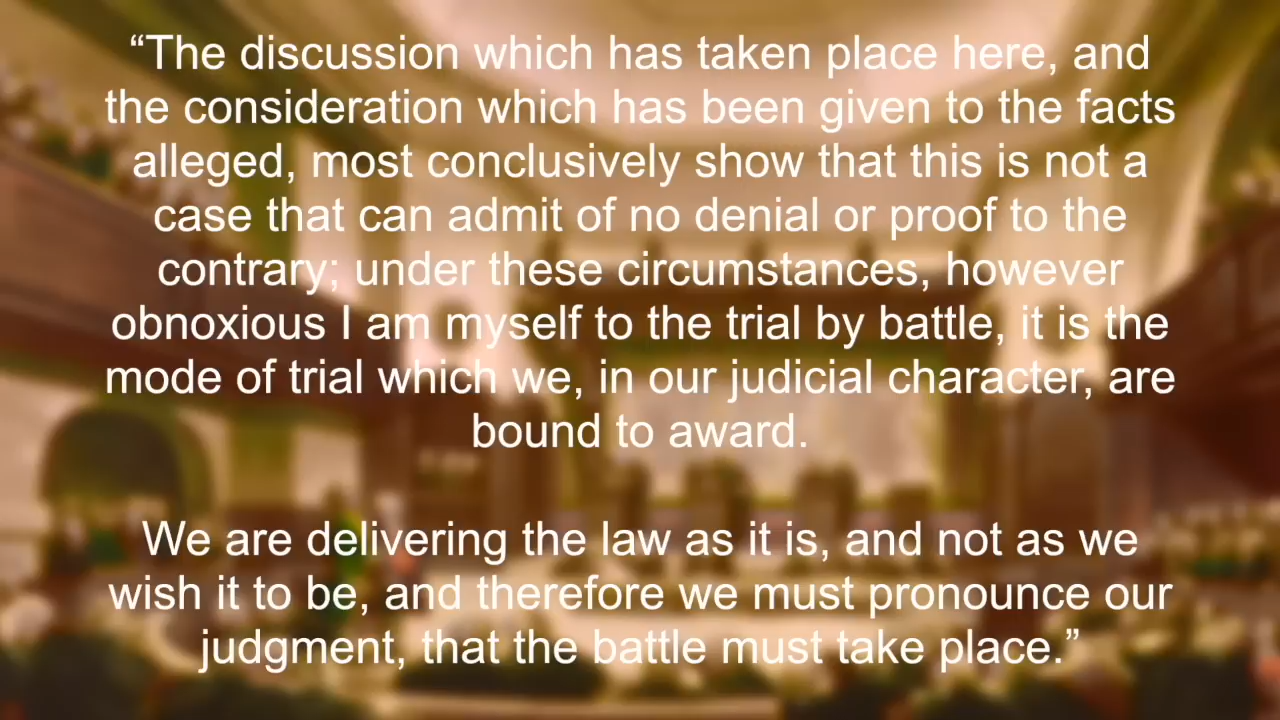 “The discussion which has taken place here, and
the consideration which has been given to the facts
alleged, most conclusively show that this is not a
case that can admit of no denial or proof to the
contrary; under these circumstances, however
obnoxious I am myself to the trial by battle, it is the
mode of trial which we, in our judicial character, are
bound to award.
We are delivering the law as it is, and not as we
wish it to be, and therefore we must pronounce our
judgment, that the battle must take place.”